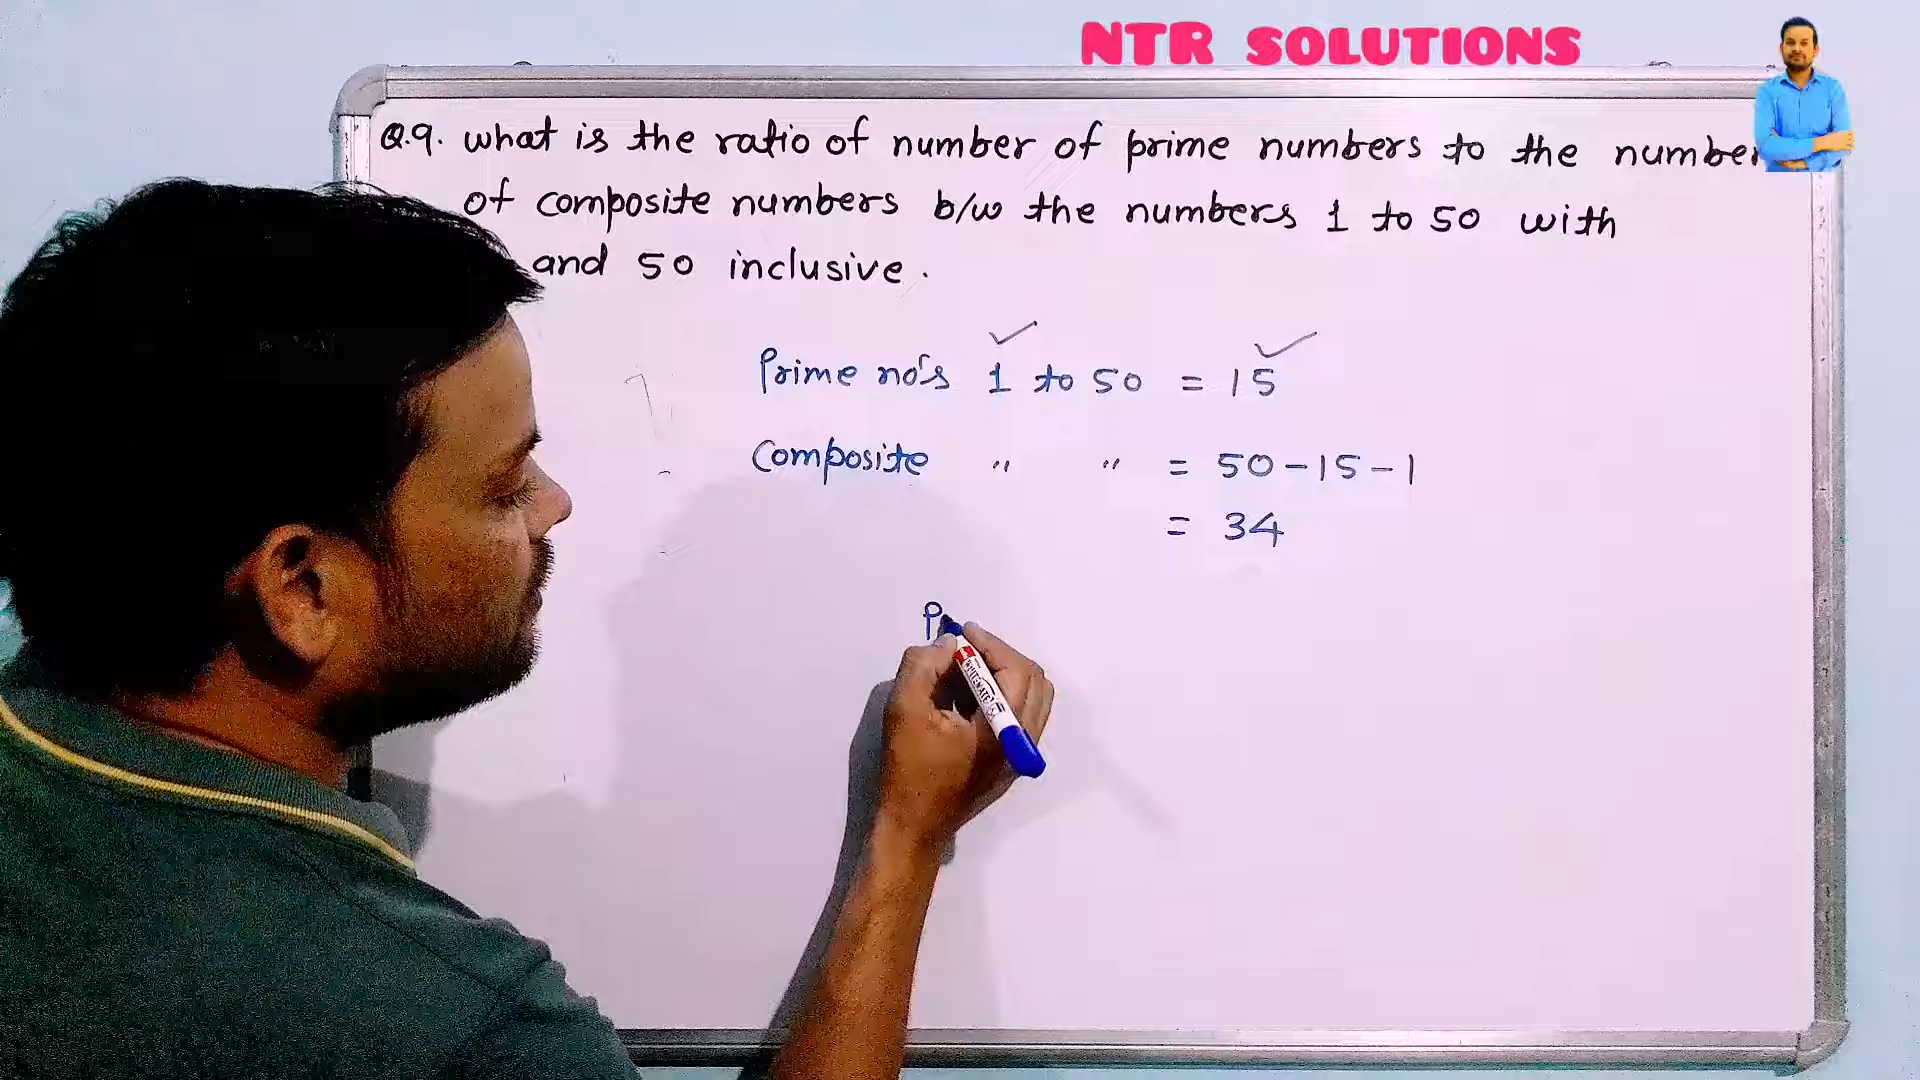 NTR SOLUTIONS
Q.9. what is the ratio of number of prime numbers to the number
of composite numbers b/w the numbers 1 to 50 with
and 50 inclusive.
Prime no's 1 to 50 = 15
Composite " " = 50-15-1
= 34
P